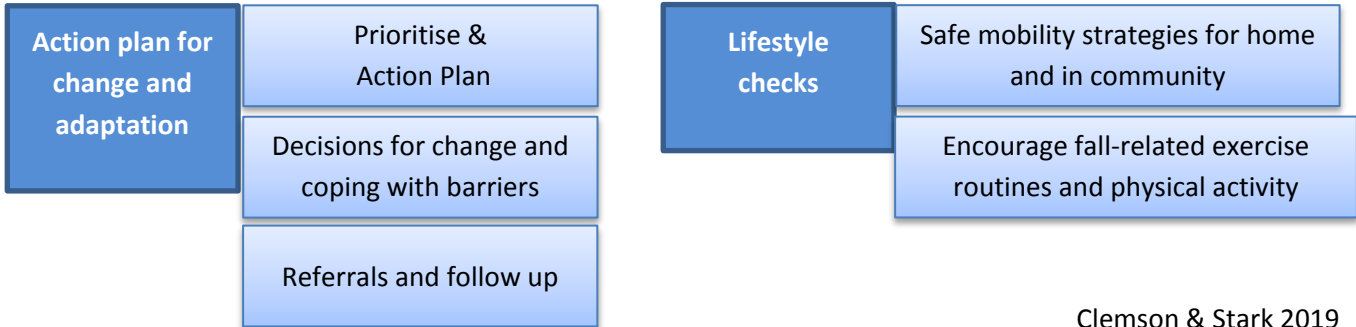 Action plan for
change and
adaptation
Prioritise &
Action Plan
Decisions for change and
coping with barriers
Referrals and follow up
Lifestyle
checks
Safe mobility strategies for home
and in community
Encourage fall-related exercise
routines and physical activity
Clemson & Stark 2019